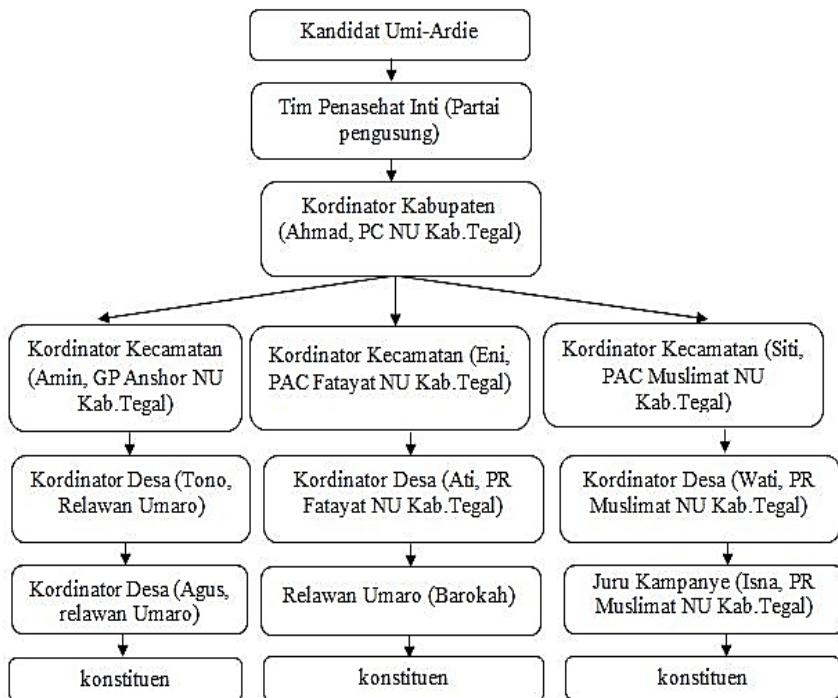 Kandidat Umi-Ardie
Tim Penasehat Inti (Partai
pengusung)
Kordinator Kabupaten
(Ahmad, PC NU Kab.Tegal)
Kordinator Kecamatan
(Amin, GP Anshor NU
Kab.Tegal)
Kordinator Kecamatan (Eni,
PAC Fatayat NU Kab.Tegal)
Kordinator Kecamatan (Siti,
PAC Muslimat NU
Kab.Tegal)
Kordinator Desa (Tono,
Relawan Umaro)
Kordinator Desa (Ati, PR
Fatayat NU Kab.Tegal)
Kordinator Desa (Wati, PR
Muslimat NU Kab.Tegal)
Kordinator Desa (Agus,
relawan Umaro)
Relawan Umaro (Barokah)
Juru Kampanye (Isna, PR
Muslimat NU Kab.Tegal)
konstituen
konstituen
konstituen